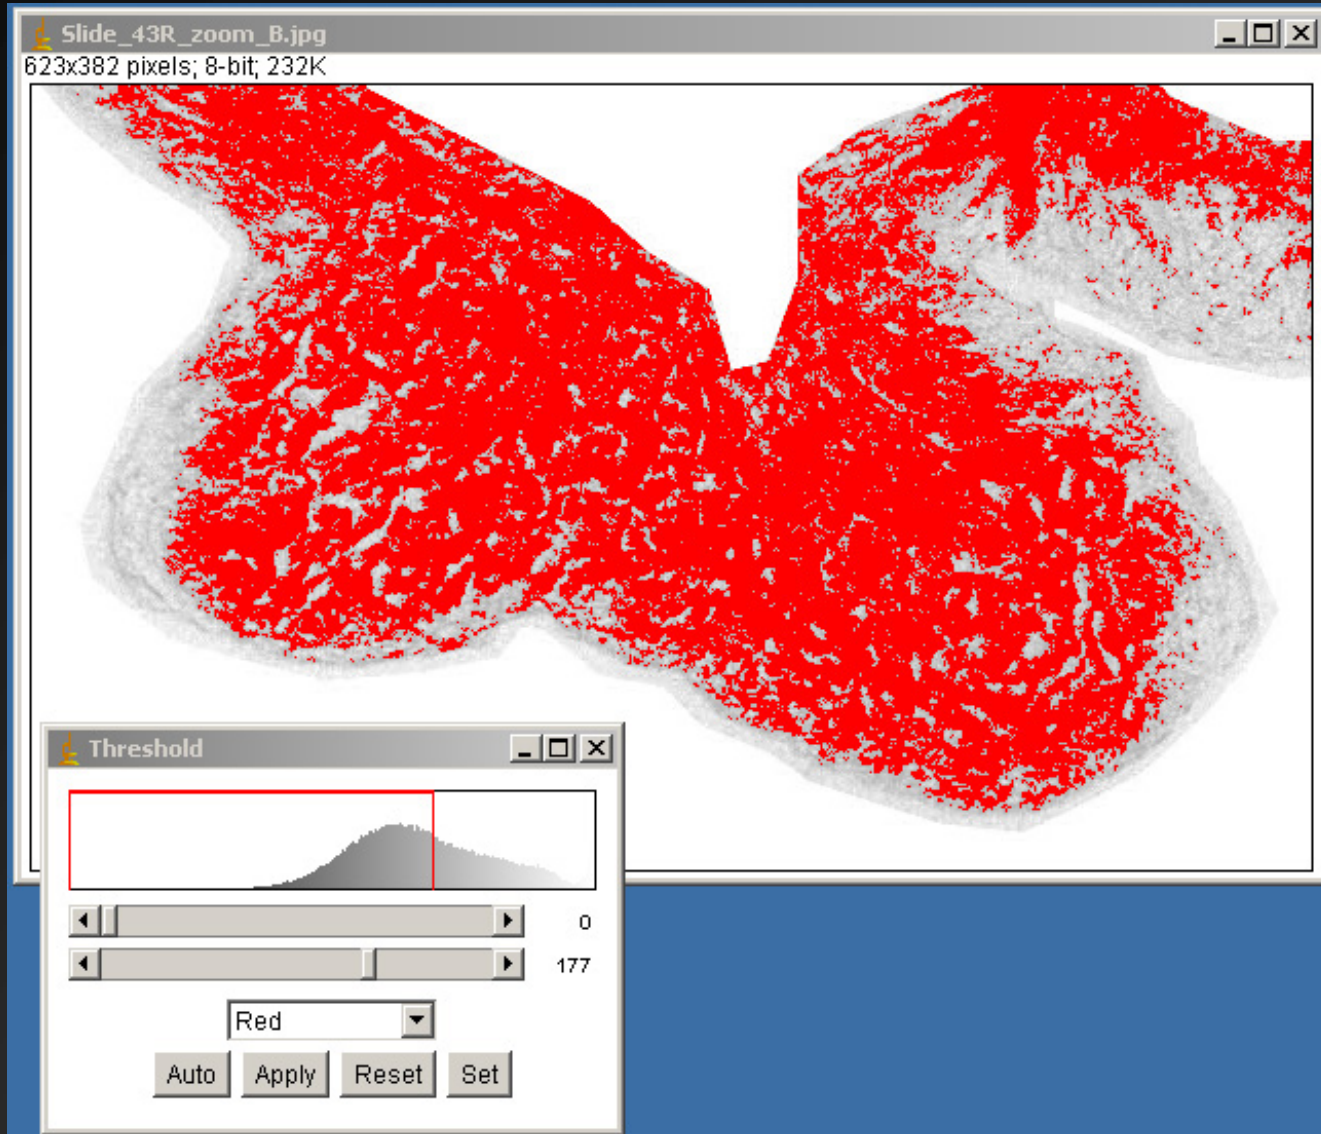 Slide_43R_zoom_B.jpg
623x382 pixels; 8-bit; 232K
Threshold
0
177
Red
Auto Apply Reset Set